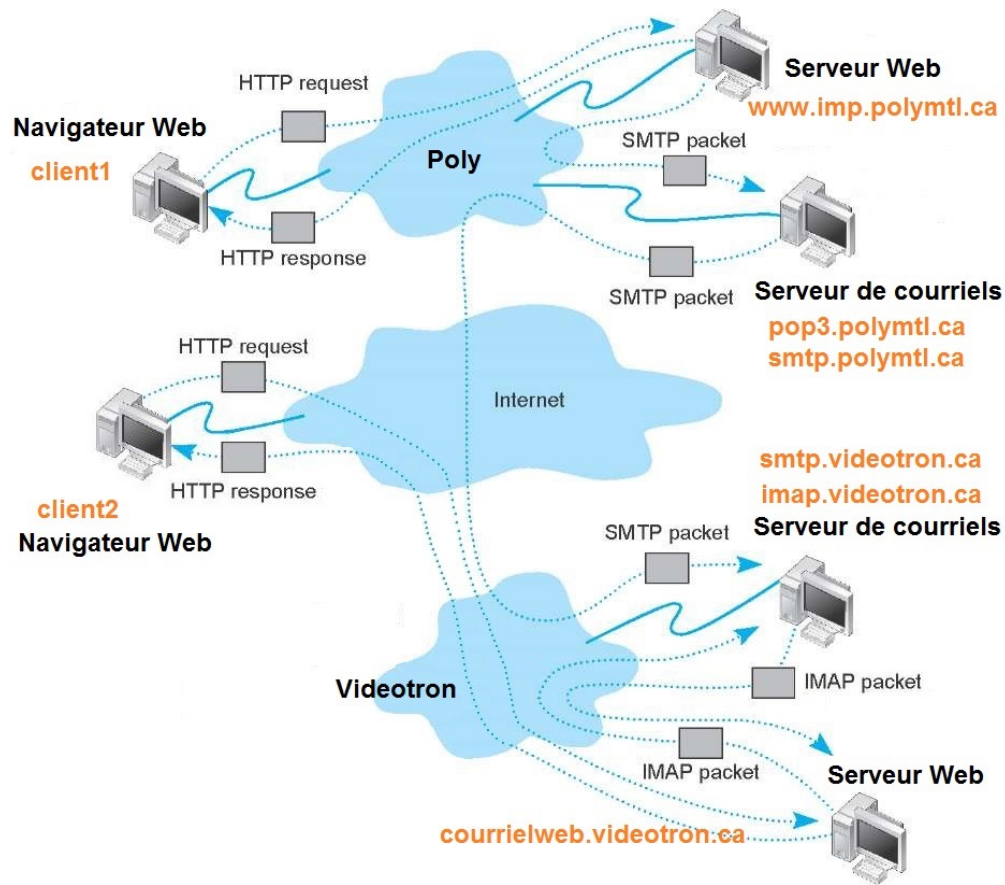 Serveur Web
www.imp.polymtl.ca
HTTP request
Navigateur Web
client1
Poly
SMTP packet
HTTP response
SMTP packet
Serveur de courriels
pop3.polymtl.ca
smtp.polymtl.ca
HTTP request
Internet
HTTP response
client2
Navigateur Web
smtp.videotron.ca
imap.videotron.ca
Serveur de courriels
SMTP packet
Videotron
IMAP packet
IMAP packet
Serveur Web
courrielweb.videotron.ca